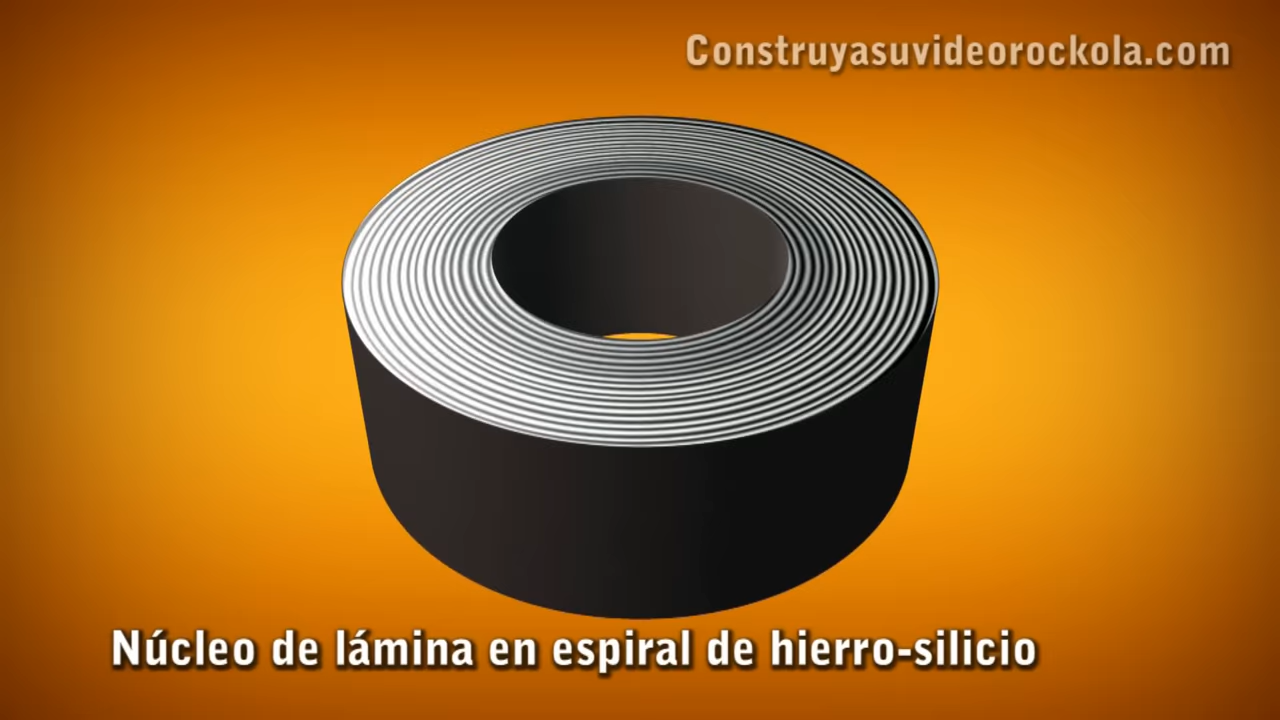 Construyasuvideorockola.com
Núcleo de lámina en espiral de hierro-silicio